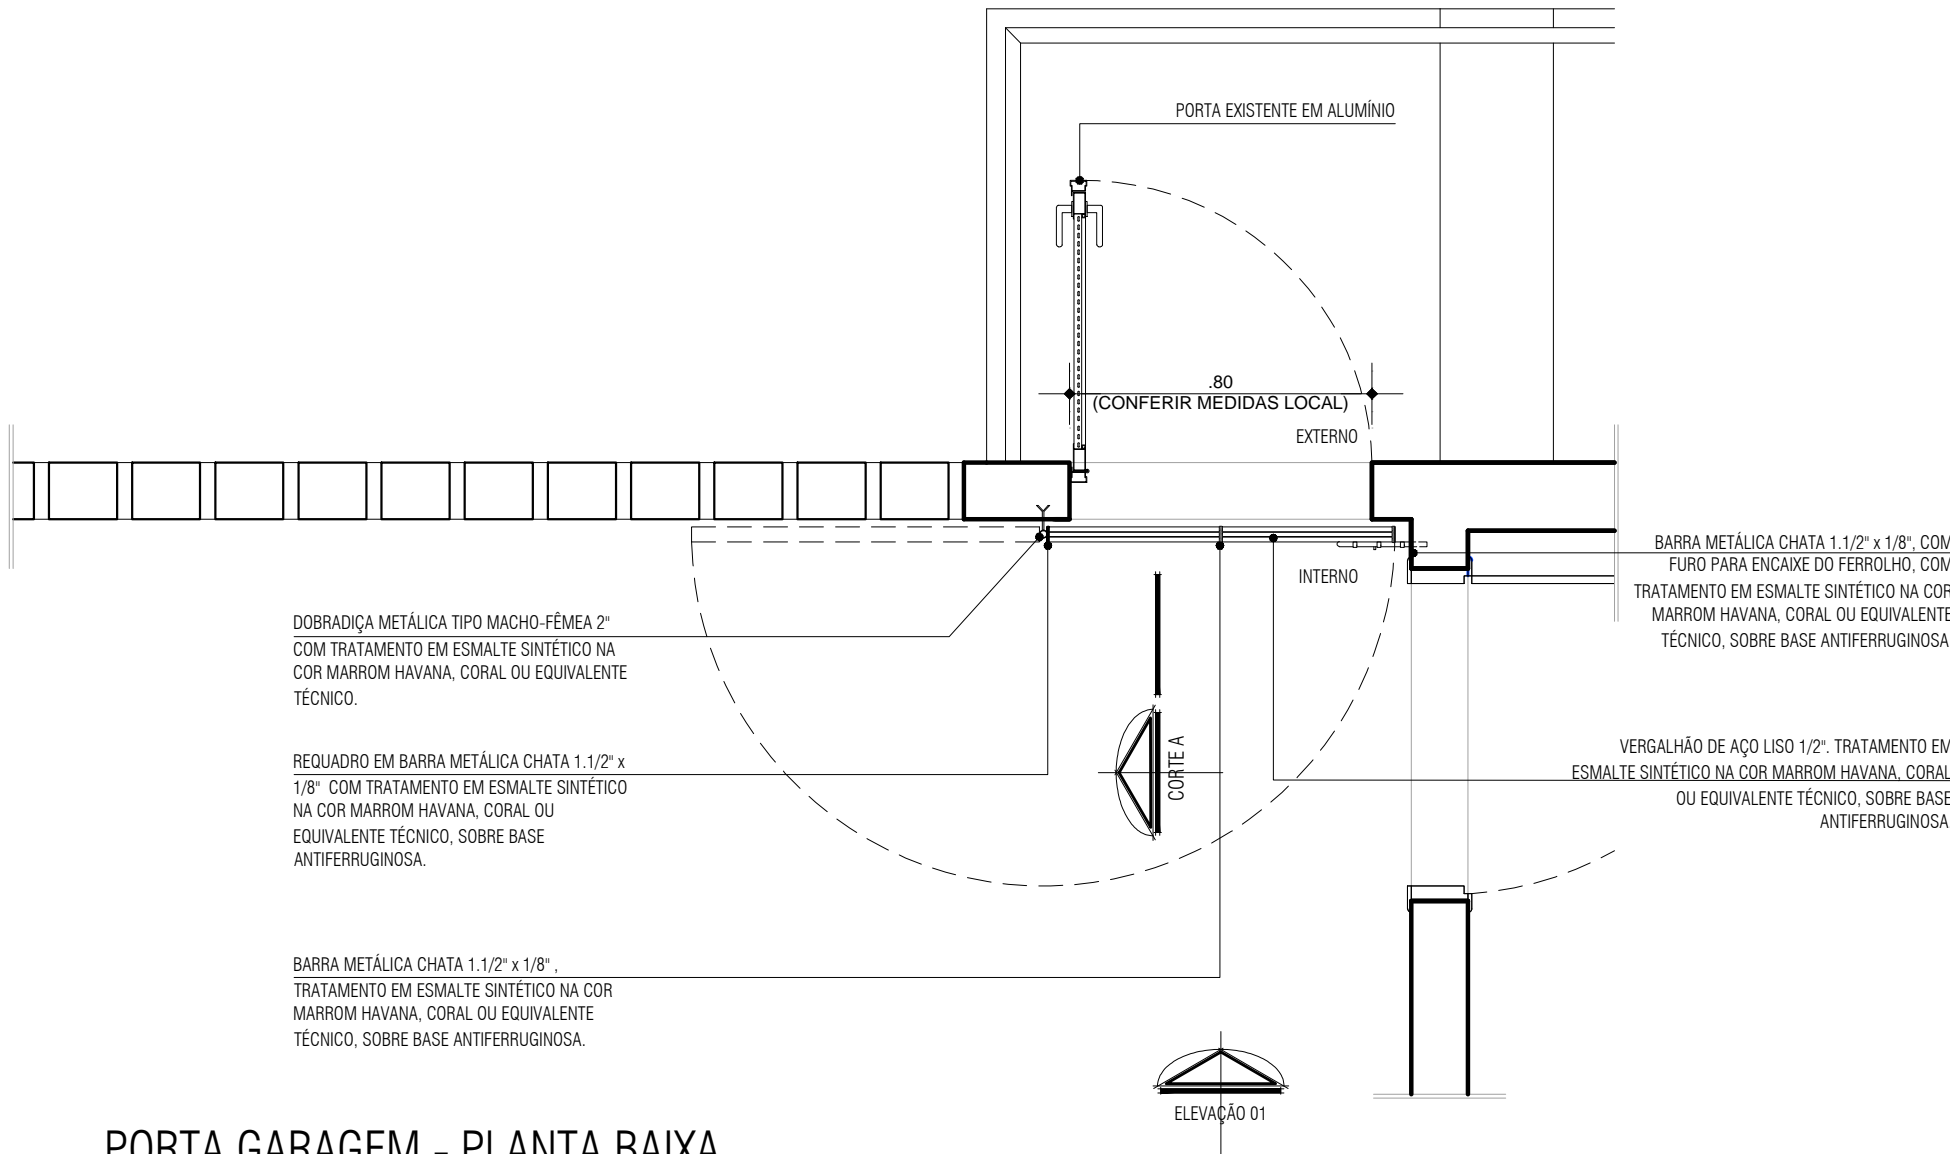 PORTA EXISTENTE EM ALUMÍNIO
.80
(CONFERIR MEDIDAS LOCAL)
EXTERNO
INTERNO
BARRA METÁLICA CHATA 1.1/2" x 1/8", COM
FURO PARA ENCAIXE DO FERROLHO, COM
TRATAMENTO EM ESMALTE SINTÉTICO NA COR
MARROM HAVANA, CORAL OU EQUIVALENTE
TÉCNICO, SOBRE BASE ANTIFERRUGINOSA
DOBRADIÇA METÁLICA TIPO MACHO-FÊMEA 2"
COM TRATAMENTO EM ESMALTE SINTÉTICO NA
COR MARROM HAVANA, CORAL OU EQUIVALENTE
TÉCNICO.
REQUADRO EM BARRA METÁLICA CHATA 1.1/2" x
1/8" COM TRATAMENTO EM ESMALTE SINTÉTICO
NA COR MARROM HAVANA, CORAL OU
EQUIVALENTE TÉCNICO, SOBRE BASE
ANTIFERRUGINOSA.
CORTE A
VERGALHÃO DE AÇO LISO 1/2". TRATAMENTO EM
ESMALTE SINTÉTICO NA COR MARROM HAVANA, CORAL
OU EQUIVALENTE TÉCNICO, SOBRE BASE
ANTIFERRUGINOSA
BARRA METÁLICA CHATA 1.1/2" x 1/8" ,
TRATAMENTO EM ESMALTE SINTÉTICO NA COR
MARROM HAVANA, CORAL OU EQUIVALENTE
TÉCNICO, SOBRE BASE ANTIFERRUGINOSA.
ELEVAÇÃO 01
PORTA GARAGEM - PLANTA BAIXA